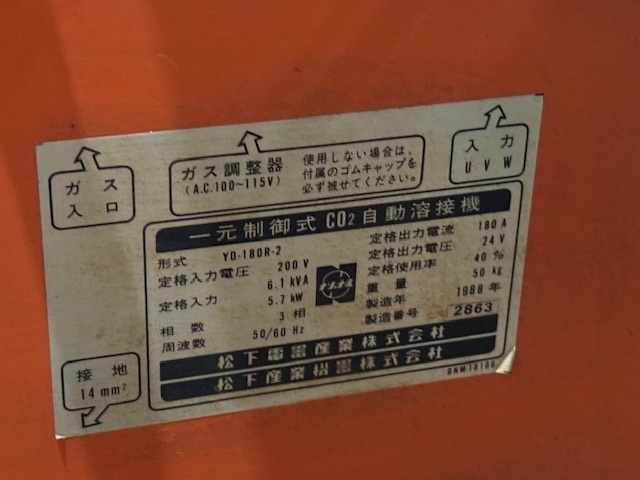 ガス
入口
ガス調整器
(A.C.100~115V)
使用しない場合は、
付属のゴムキャップを
必ず被せてください。
入力
U V W
一元制御式 CO2 自動溶接機
形式 YD-180R-2
定格入力電圧 200 V
定格入力 6.1 kVA
5.7 kW
相数 3 相
周波数 50/60 Hz
定格出力電流 180 A
定格出力電圧 24 V
定格使用率 40 %
重量 50 kg
製造年 1988 年
製造番号 2863
接地
14 mm²
松下電器産業株式会社
松下産業機器株式会社